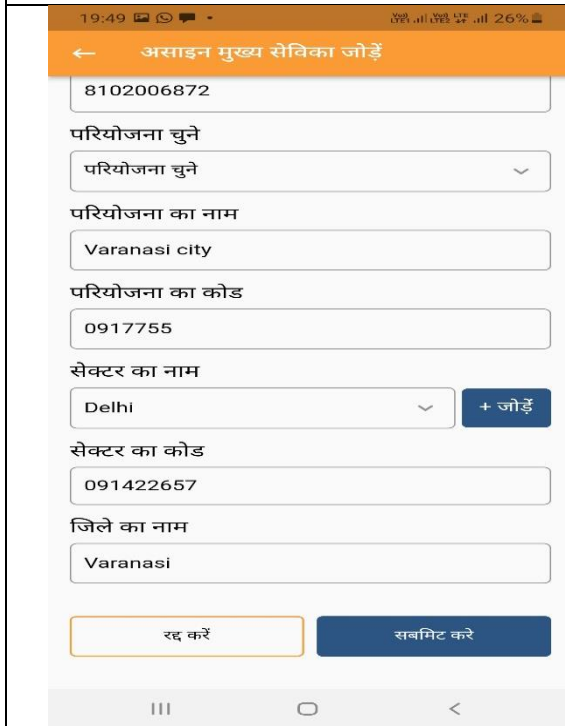 19:49
26%
← असाइन मुख्य सेविका जोड़ें
8102006872
परियोजना चुने
परियोजना चुने
परियोजना का नाम
Varanasi city
परियोजना का कोड
0917755
सेक्टर का नाम
Delhi
+ जोड़ें
सेक्टर का कोड
091422657
जिले का नाम
Varanasi
रद्द करें
सबमिट करे